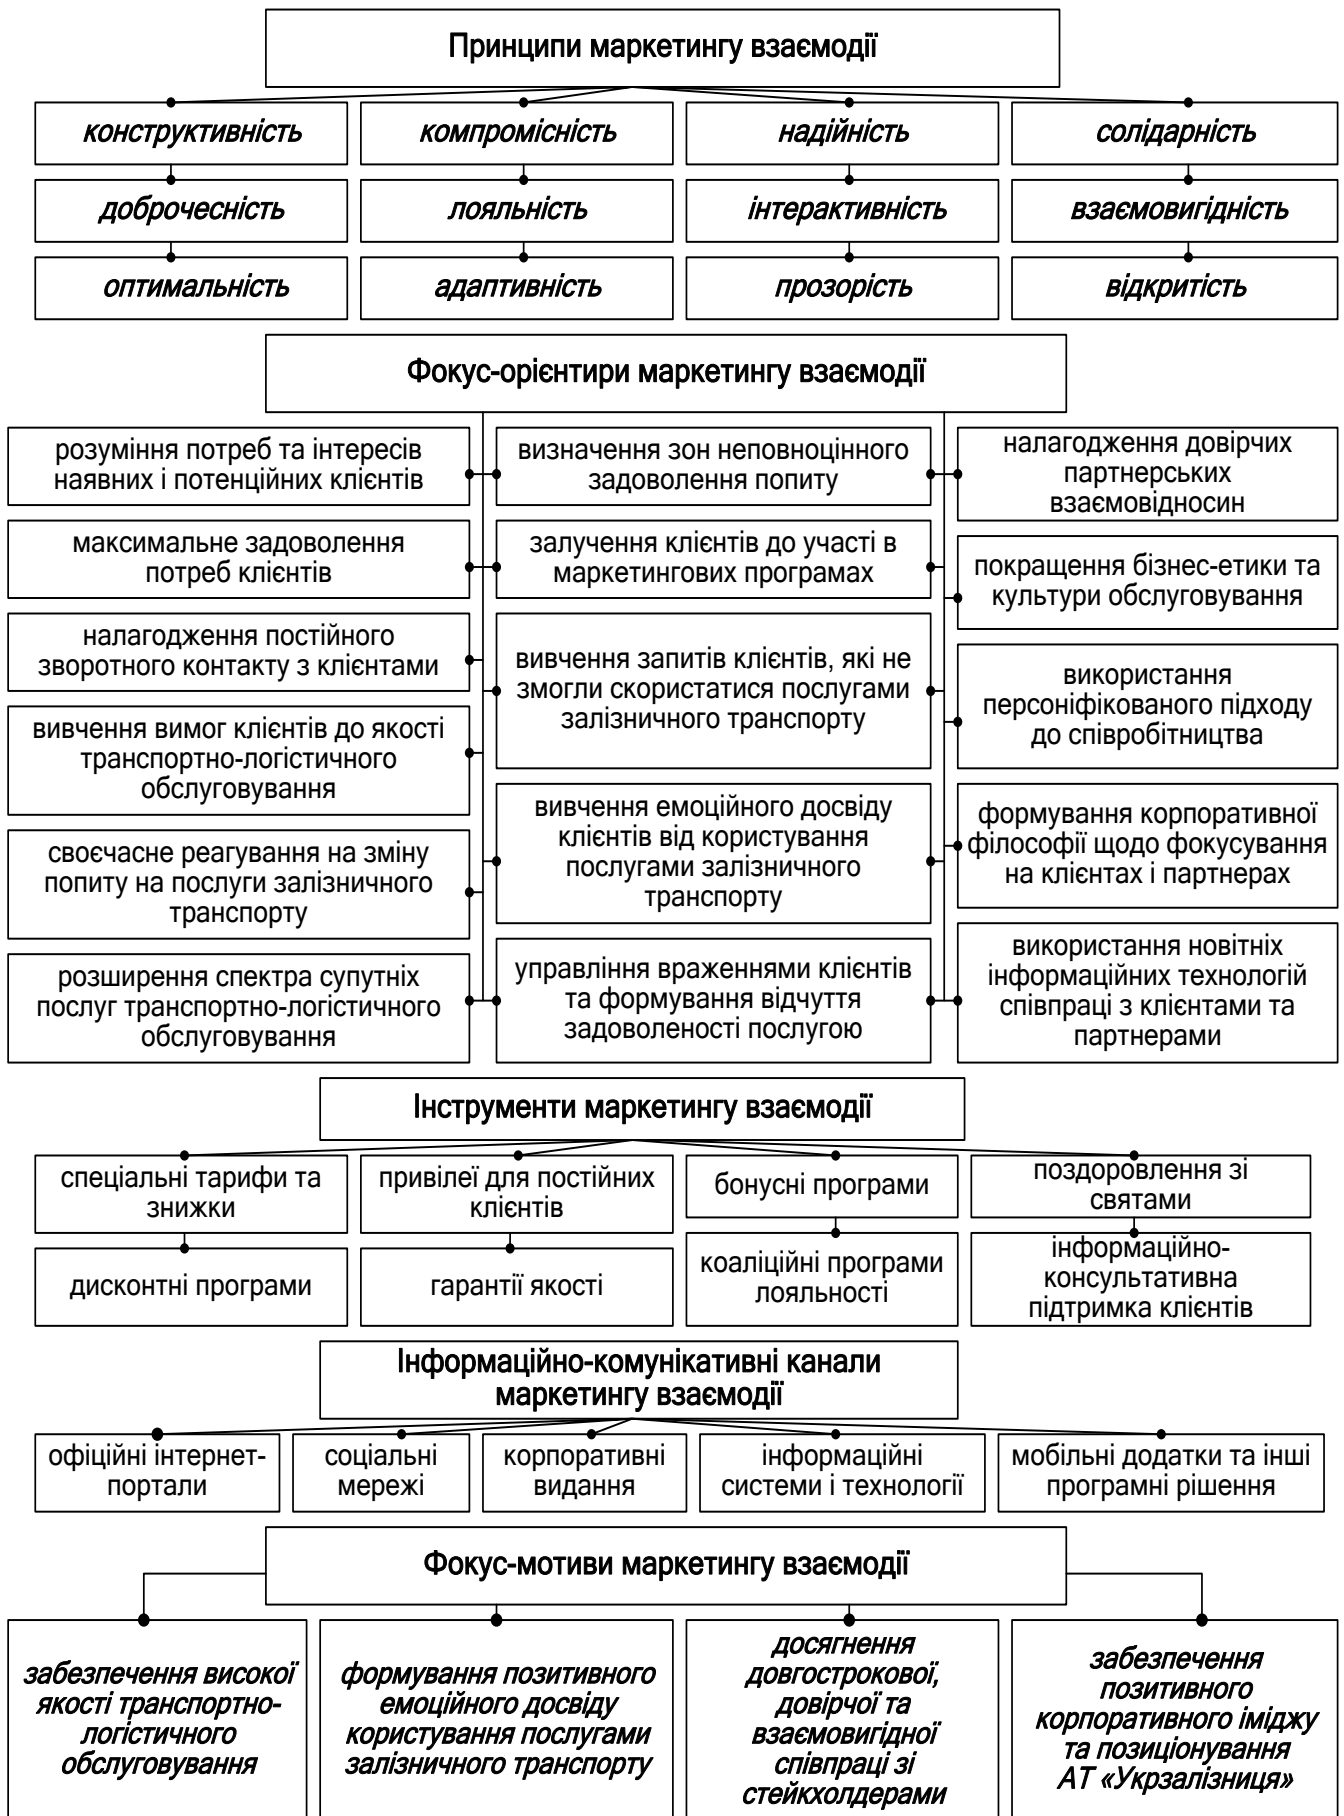 Принципи маркетингу взаємодії
конструктивність
компромісність
надійність
солідарність
доброчесність
лояльність
інтерактивність
взаємовигідність
оптимальність
адаптивність
прозорість
відкритість
Фокус-орієнтири маркетингу взаємодії
розуміння потреб та інтересів
наявних і потенційних клієнтів
максимальне задоволення
потреб клієнтів
налагодження постійного
зворотного контакту з клієнтами
вивчення вимог клієнтів до якості
транспортно-логістичного
обслуговування
своєчасне реагування на зміну
попиту на послуги залізничного
транспорту
розширення спектра супутніх
послуг транспортно-логістичного
обслуговування
визначення зон неповноцінного
задоволення попиту
залучення клієнтів до участі в
маркетингових програмах
вивчення запитів клієнтів, які не
змогли скористатися послугами
залізничного транспорту
вивчення емоційного досвіду
клієнтів від користування
послугами залізничного
транспорту
управління враженнями клієнтів
та формування відчуття
задоволеності послугою
налагодження довірчих
партнерських
взаємовідносин
покращення бізнес-етики та
культури обслуговування
використання
персоніфікованого підходу
до співробітництва
формування корпоративної
філософії щодо фокусування
на клієнтах і партнерах
використання новітніх
інформаційних технологій
співпраці з клієнтами та
партнерами
Інструменти маркетингу взаємодії
спеціальні тарифи та
знижки
привілеї для постійних
клієнтів
бонусні програми
поздоровлення зі
святами
дисконтні програми
гарантії якості
коаліційні програми
лояльності
інформаційно-
консультативна
підтримка клієнтів
Інформаційно-комунікативні канали
маркетингу взаємодії
офіційні інтернет-
портали
соціальні
мережі
корпоративні
видання
інформаційні
системи і технології
мобільні додатки та інші
програмні рішення
Фокус-мотиви маркетингу взаємодії
забезпечення високої
якості транспортно-
логістичного
обслуговування
формування позитивного
емоційного досвіду
користування послугами
залізничного транспорту
досягнення
довгострокової,
довірчої та
взаємовигідної
співпраці зі
стейкхолдерами
забезпечення
позитивного
корпоративного іміджу
та позиціонування
АТ «Укрзалізниця»